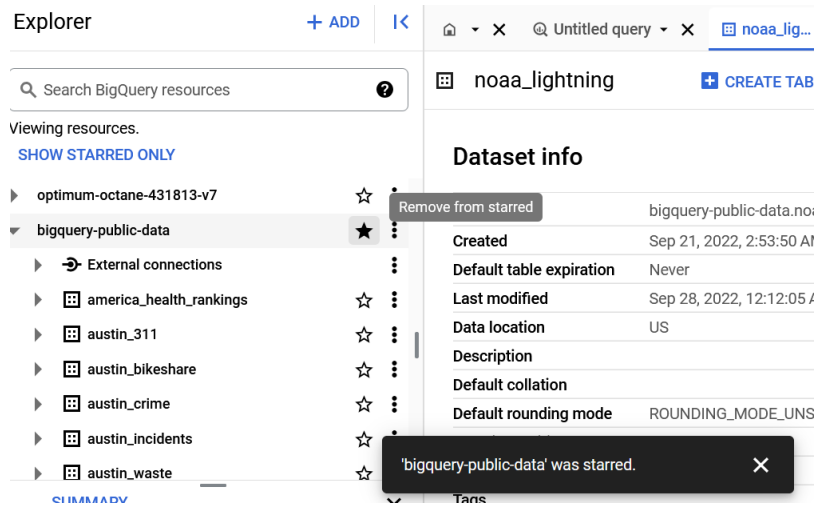 Explorer
+ ADD
Search BigQuery resources
Viewing resources.
SHOW STARRED ONLY
optimum-octane-431813-v7
bigquery-public-data
External connections
america_health_rankings
austin_311
austin_bikeshare
austin_crime
austin_incidents
austin_waste
SUMMARY
Remove from starred
Untitled query
noaa_lig...
noaa_lightning
CREATE TAB
Dataset info
bigquery-public-data.noa
Created Sep 21, 2022, 2:53:50 AM
Default table expiration Never
Last modified Sep 28, 2022, 12:12:05 A
Data location US
Description
Default collation
Default rounding mode ROUNDING_MODE_UNS
'bigquery-public-data' was starred.
Tags